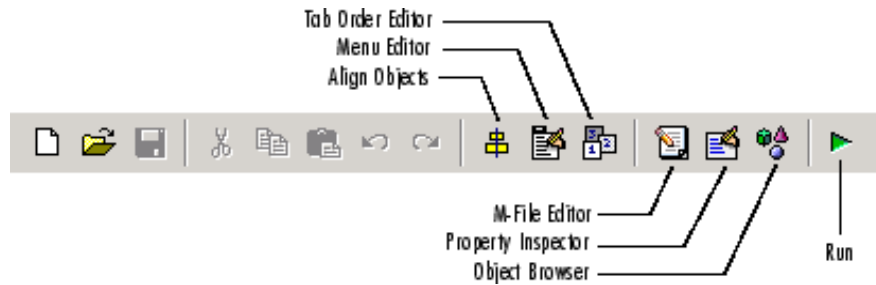 Tab Order Editor
Menu Editor
Align Objects
M-File Editor
Property Inspector
Object Browser
Run